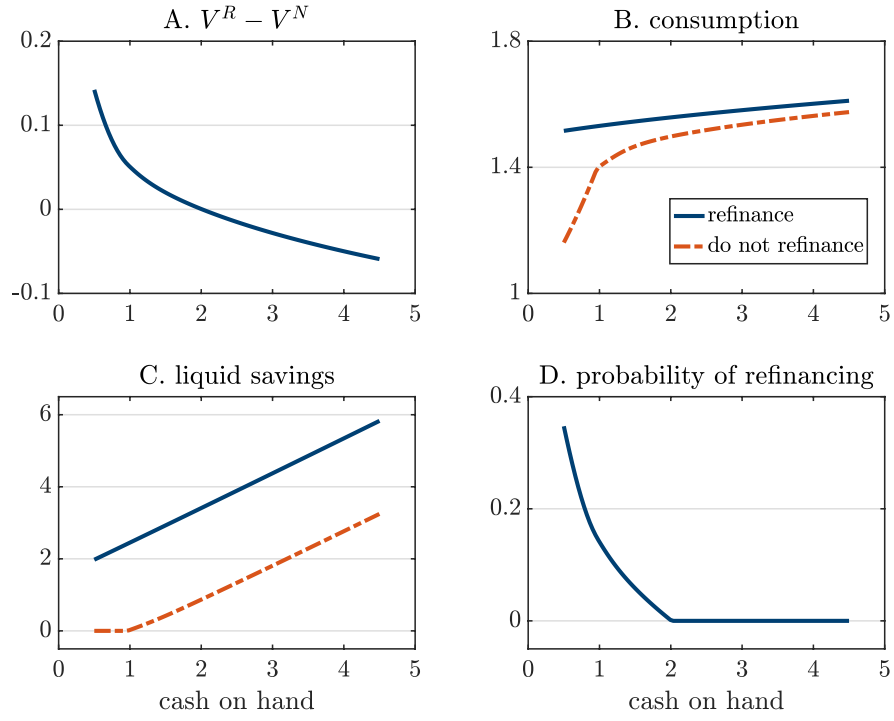 A. V^R − V^N
0.2
0.1
0
-0.1
0 1 2 3 4 5
B. consumption
1.8
1.4
1
refinance
do not refinance
0 1 2 3 4 5
C. liquid savings
6
4
2
0
0 1 2 3 4 5
cash on hand
D. probability of refinancing
0.4
0.2
0
0 1 2 3 4 5
cash on hand